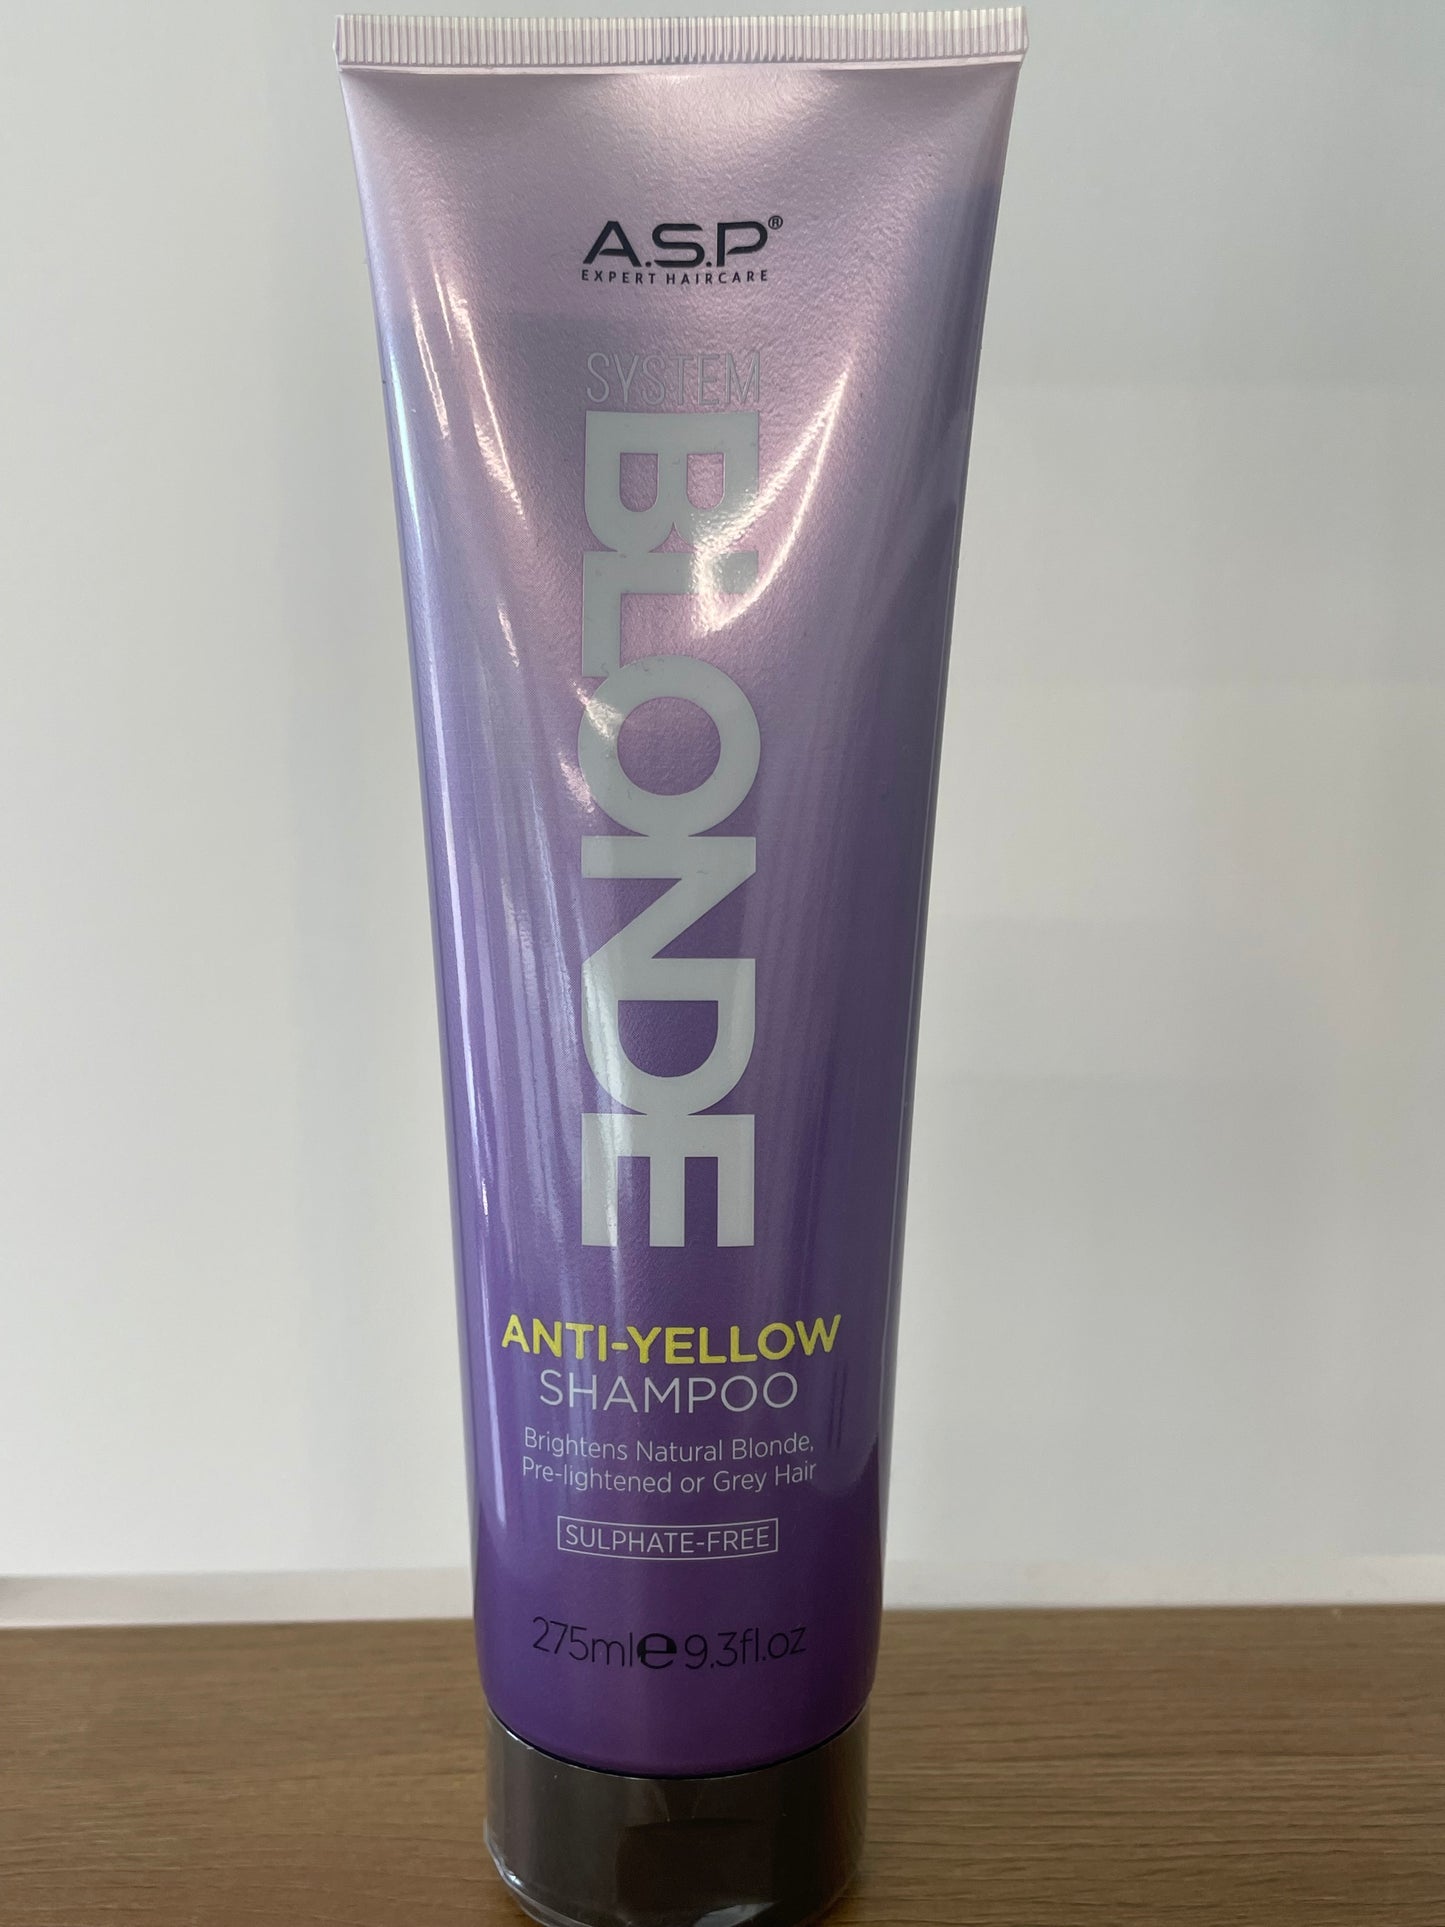 A.S.P®
EXPERT HAIRCARE
SYSTEM
BLONDE
ANTI-YELLOW
SHAMPOO
Brightens Natural Blonde,
Pre-lightened or Grey Hair
SULPHATE-FREE
275ml℮9.3fl.oz